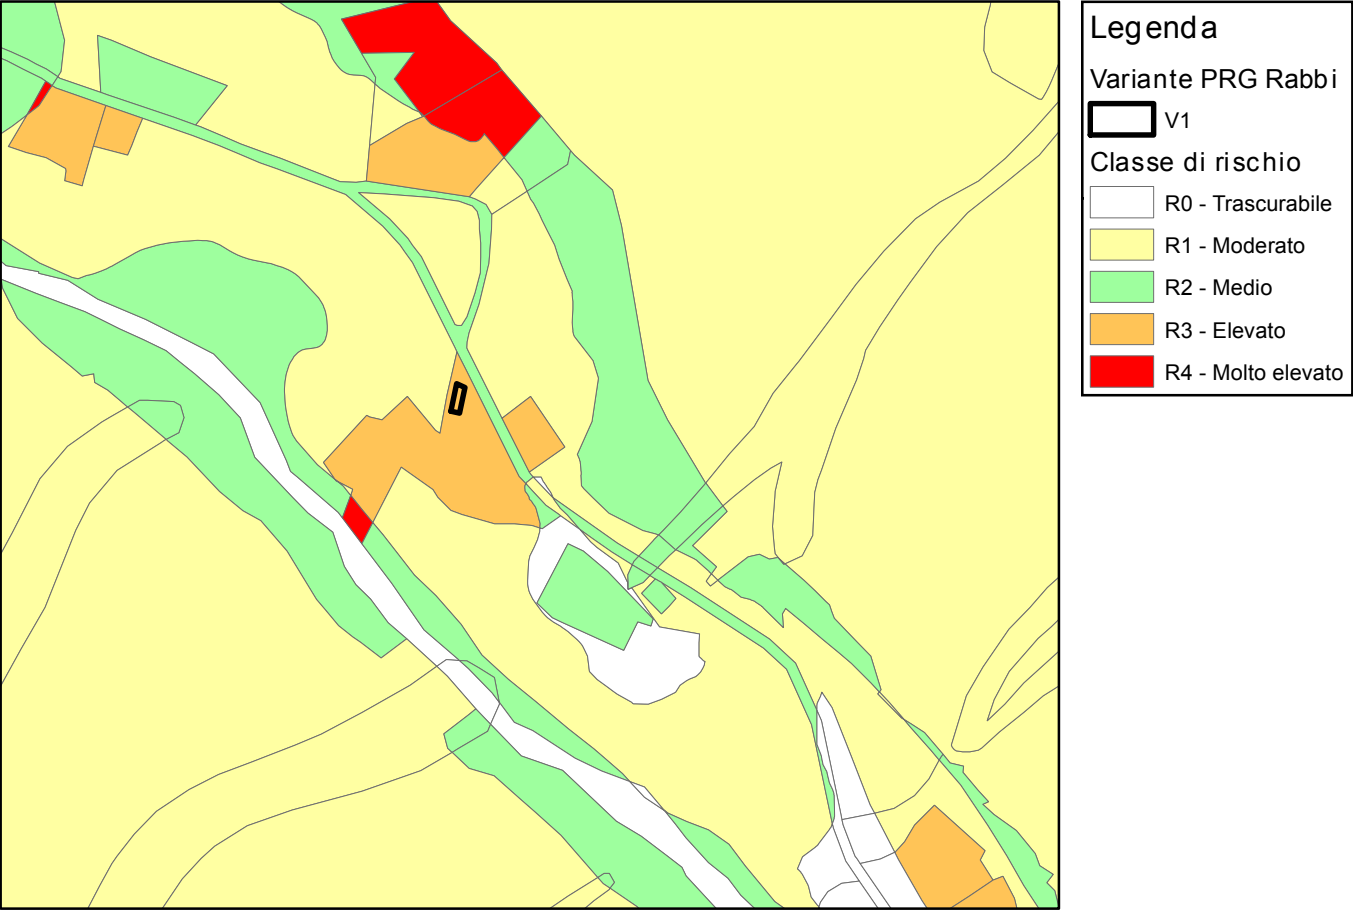 Legenda
Variante PRG Rabbi
V1
Classe di rischio
R0 - Trascurabile
R1 - Moderato
R2 - Medio
R3 - Elevato
R4 - Molto elevato